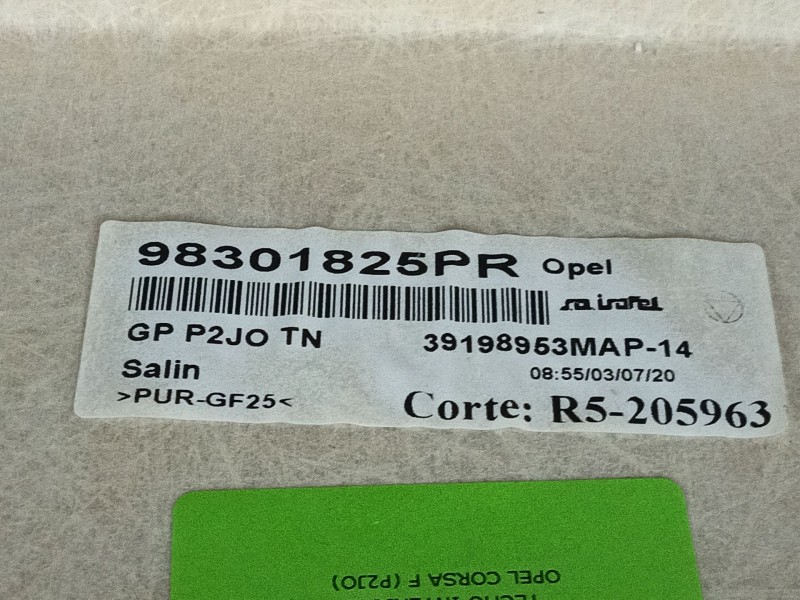 98301825PR Opel
GP P2JO TN
39198953MAP-14
Salin
08:55/03/07/20
>PUR-GF25<
Corte: R5-205963
OPEL CORSA F (P2JO)